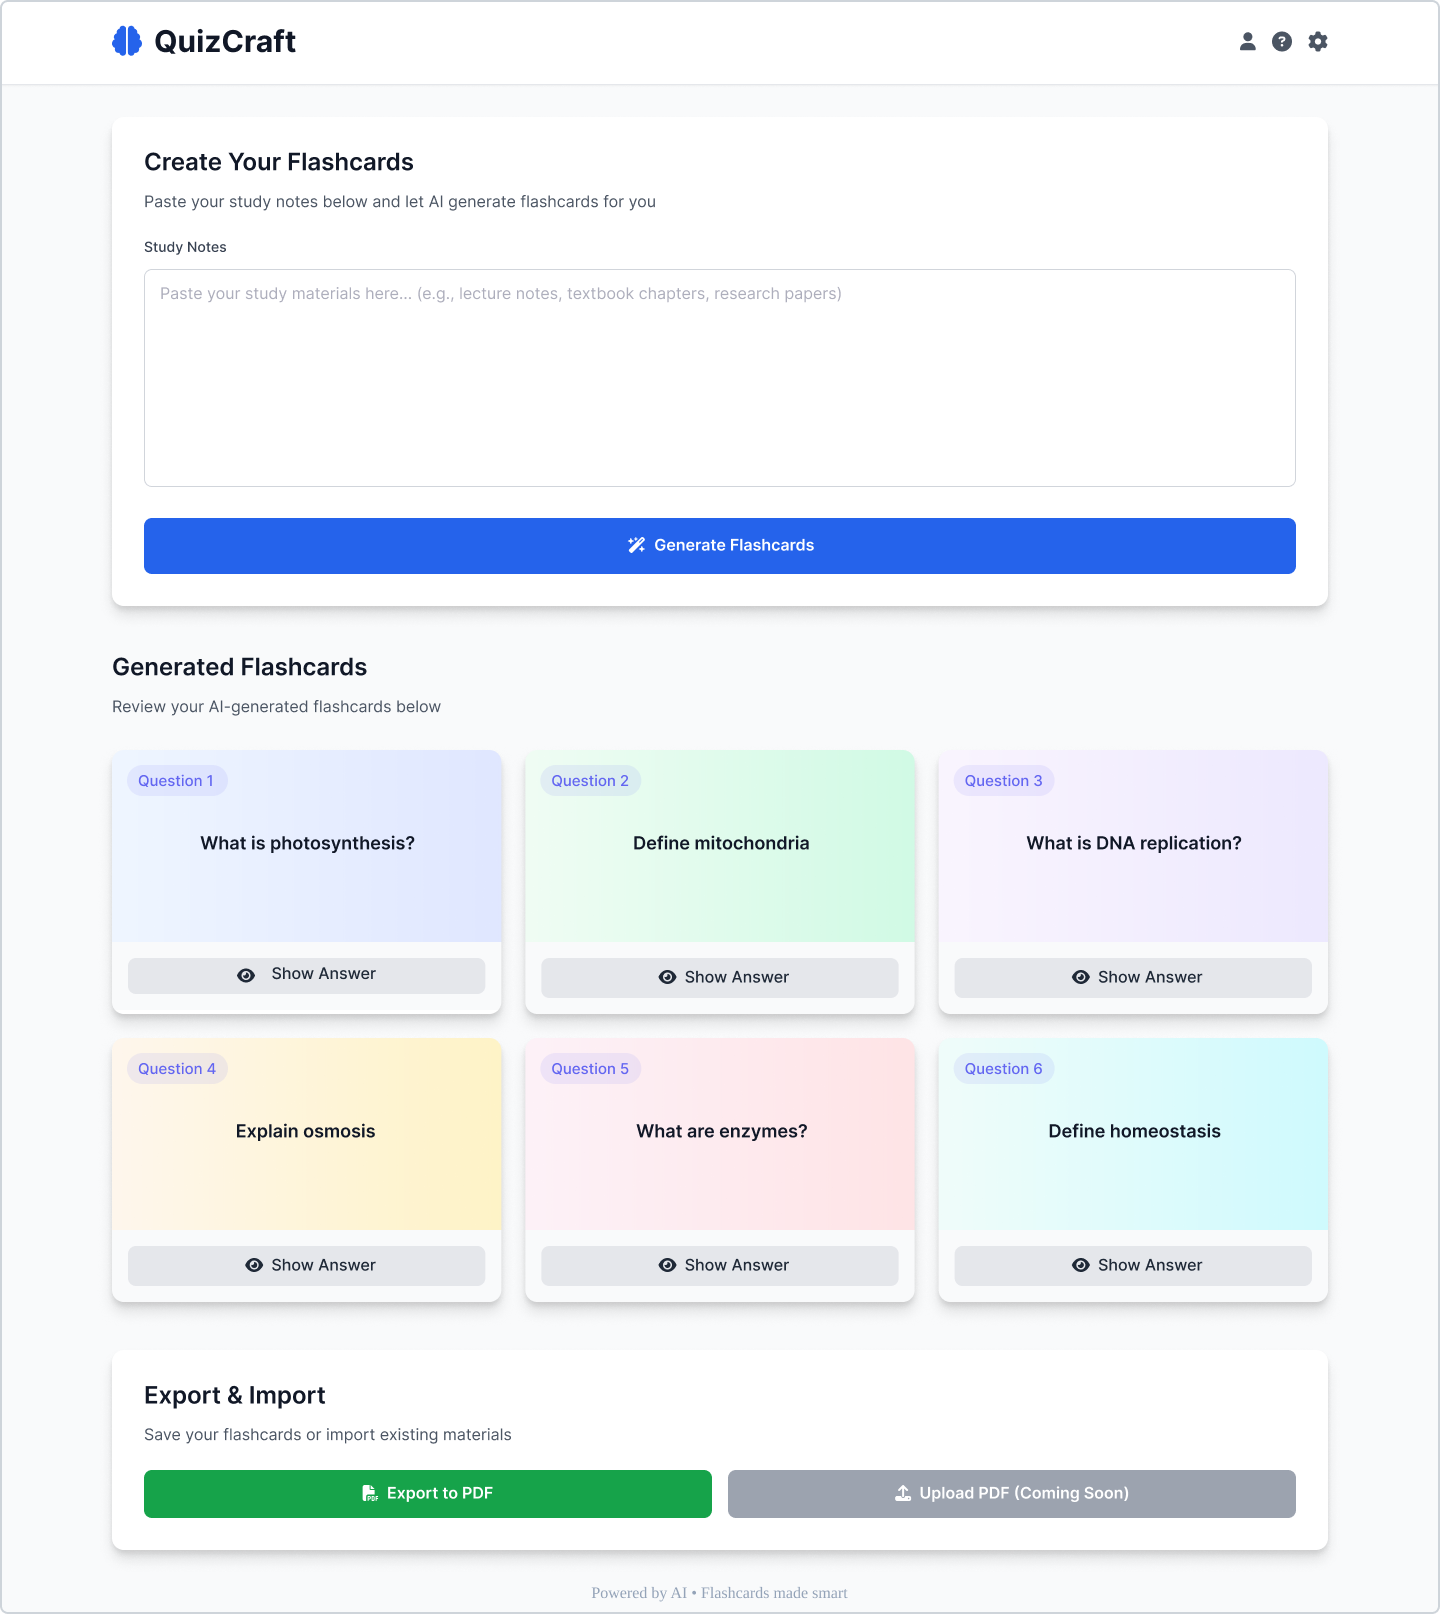 QuizCraft
Create Your Flashcards
Paste your study notes below and let AI generate flashcards for you
Study Notes
Paste your study materials here... (e.g., lecture notes, textbook chapters, research papers)
Generate Flashcards
Generated Flashcards
Review your AI-generated flashcards below
Question 1
What is photosynthesis?
Show Answer
Question 2
Define mitochondria
Show Answer
Question 3
What is DNA replication?
Show Answer
Question 4
Explain osmosis
Show Answer
Question 5
What are enzymes?
Show Answer
Question 6
Define homeostasis
Show Answer
Export & Import
Save your flashcards or import existing materials
Export to PDF
Upload PDF (Coming Soon)
Powered by AI • Flashcards made smart